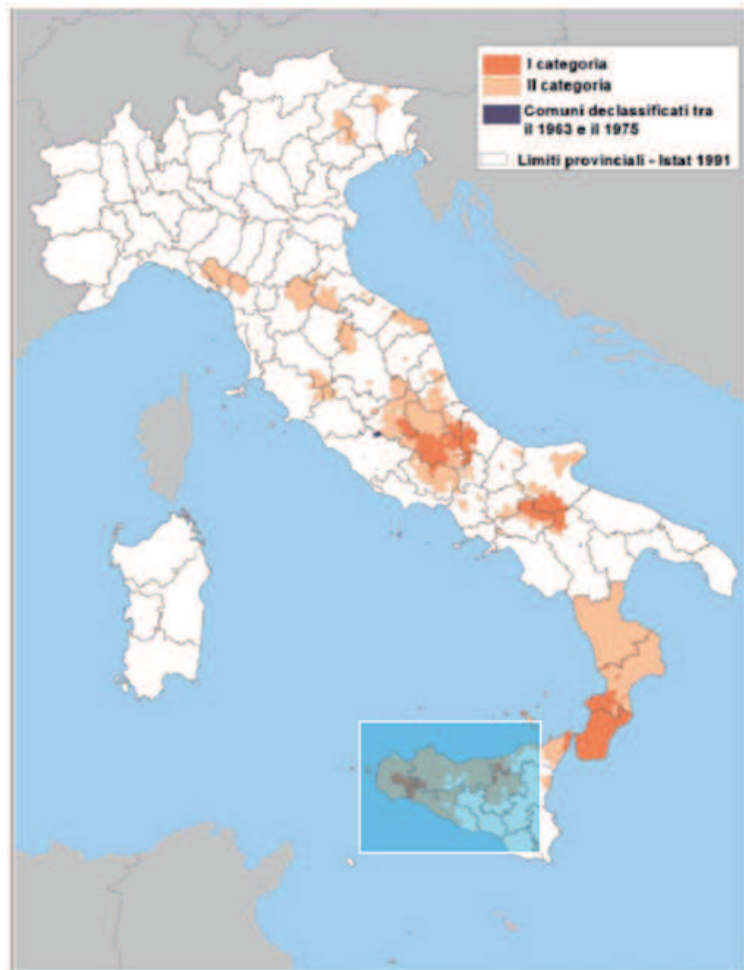 I categoria
II categoria
Comuni declassificati tra
il 1963 e il 1975
Limiti provinciali - Istat 1991